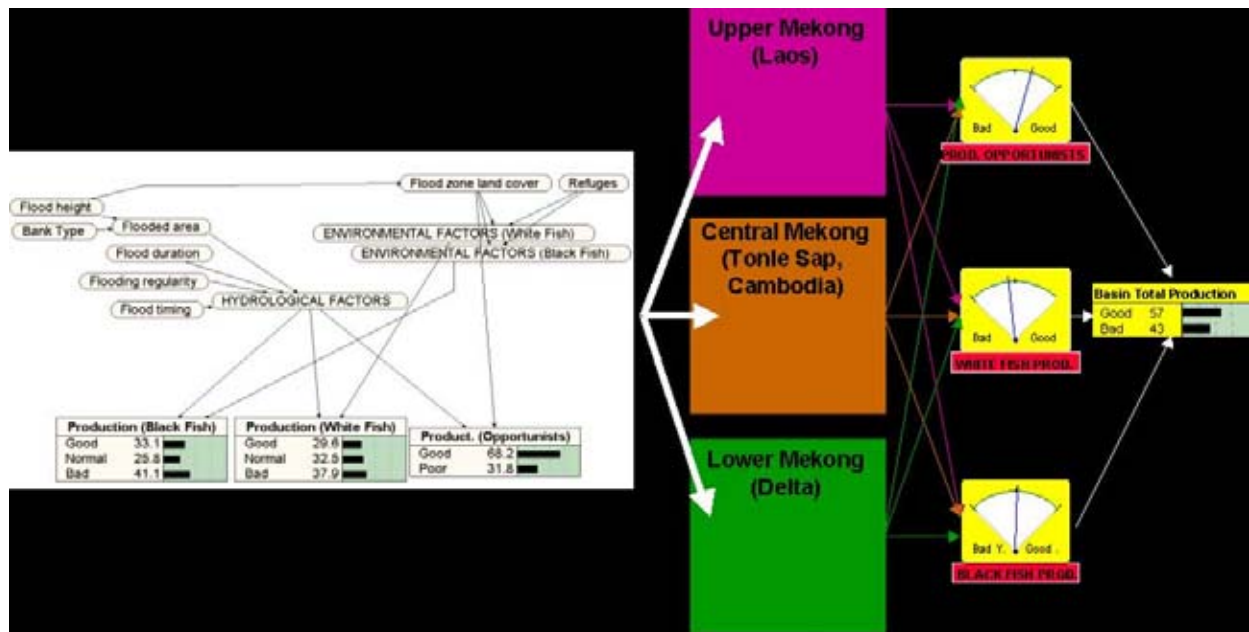 Flood zone land cover
Refuges
Flood height
Bank Type
Flooded area
ENVIRONMENTAL FACTORS (White Fish)
ENVIRONMENTAL FACTORS (Black Fish)
Flood duration
Flooding regularity
HYDROLOGICAL FACTORS
Flood timing
Production (Black Fish)
Good 33.1
Normal 25.8
Bad 41.1
Production (White Fish)
Good 29.6
Normal 32.5
Bad 37.9
Product. (Opportunists)
Good 68.2
Poor 31.8
Upper Mekong
(Laos)
Central Mekong
(Tonle Sap,
Cambodia)
Lower Mekong
(Delta)
Bad Good
PROD. OPPORTUNISTS
Bad Good
WHITE FISH PROD.
Bad Y. Good .
BLACK FISH PROD.
Basin Total Production
Good 57
Bad 43